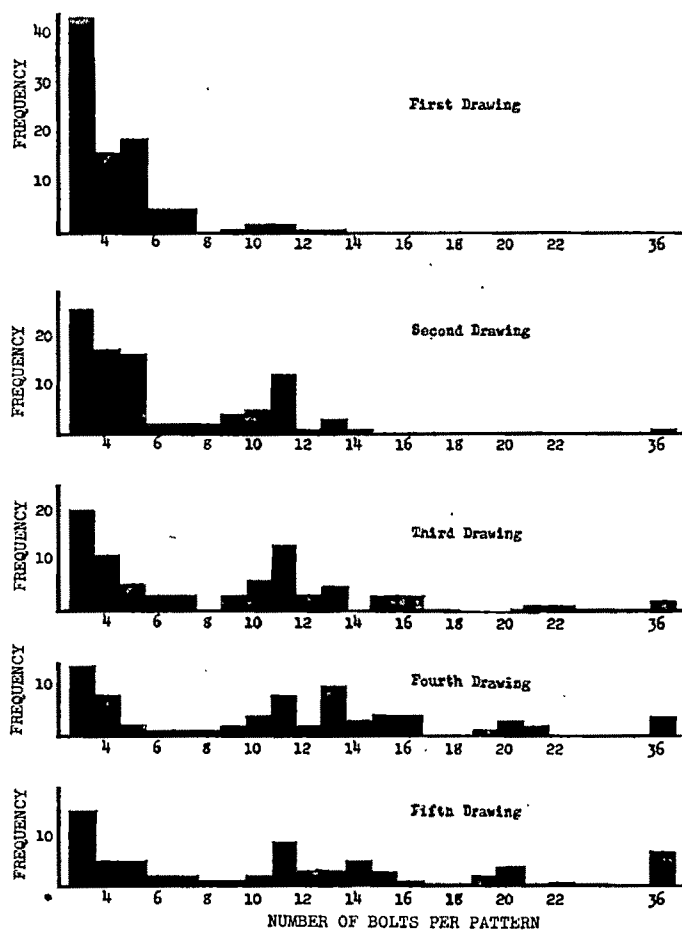 FREQUENCY
40
30
20
10
First Drawing
4 6 8 10 12 14 16 18 20 22 36
FREQUENCY
20
10
Second Drawing
4 6 8 10 12 14 16 18 20 22 36
FREQUENCY
20
10
Third Drawing
4 6 8 10 12 14 16 18 20 22 36
FREQUENCY
10
Fourth Drawing
4 6 8 10 12 14 16 18 20 22 36
FREQUENCY
10
Fifth Drawing
4 6 8 10 12 14 16 18 20 22 36
NUMBER OF BOLTS PER PATTERN